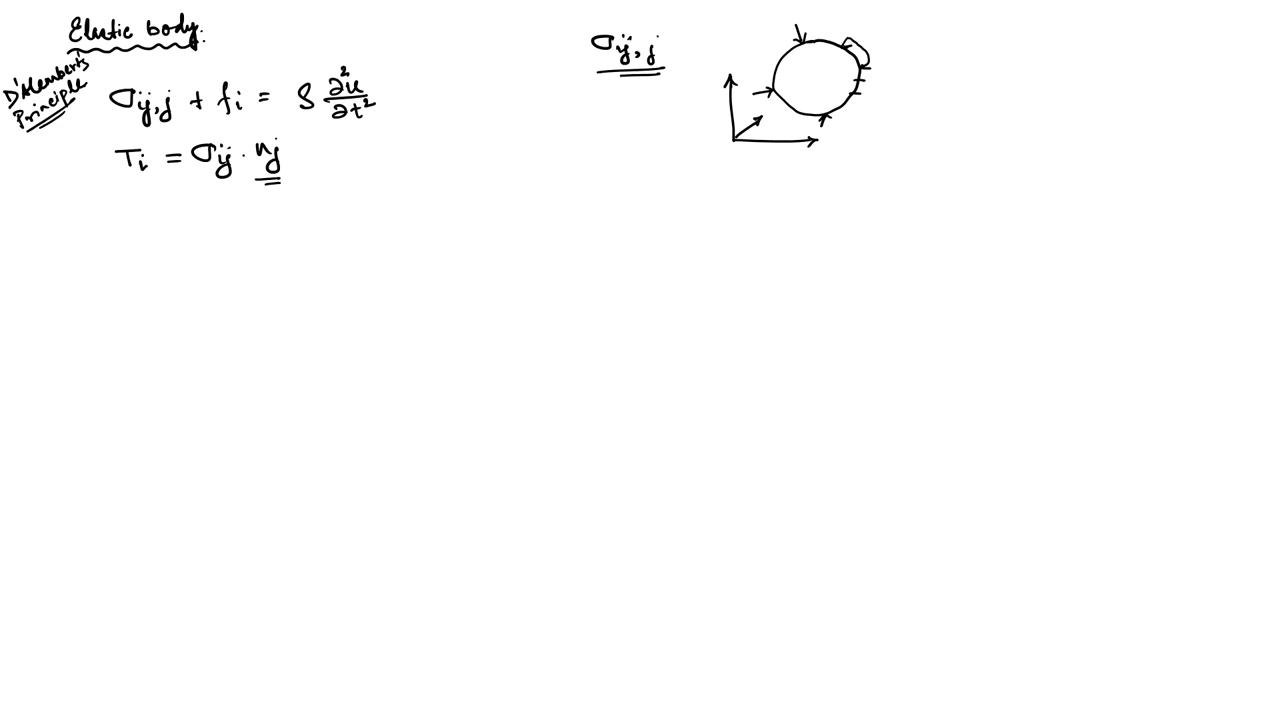 Elastic body:
D'Alembert's
Principle
σij,j + fi = ρ ∂²u/∂t²
Ti = σij · nj
σij,j